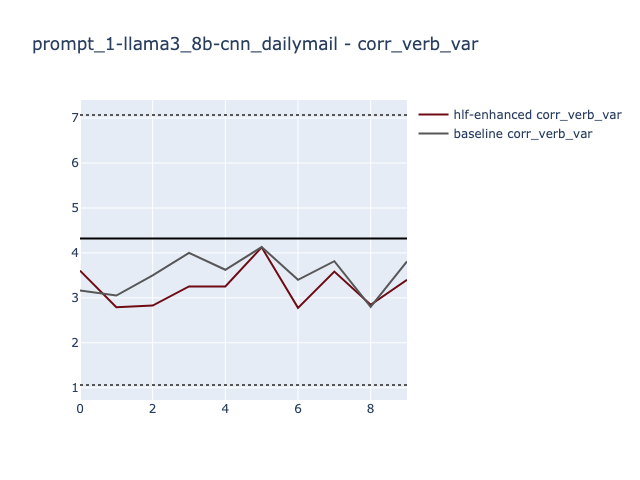 prompt_1-llama3_8b-cnn_dailymail - corr_verb_var
hlf-enhanced corr_verb_var
baseline corr_verb_var
7
6
5
4
3
2
1
0 2 4 6 8